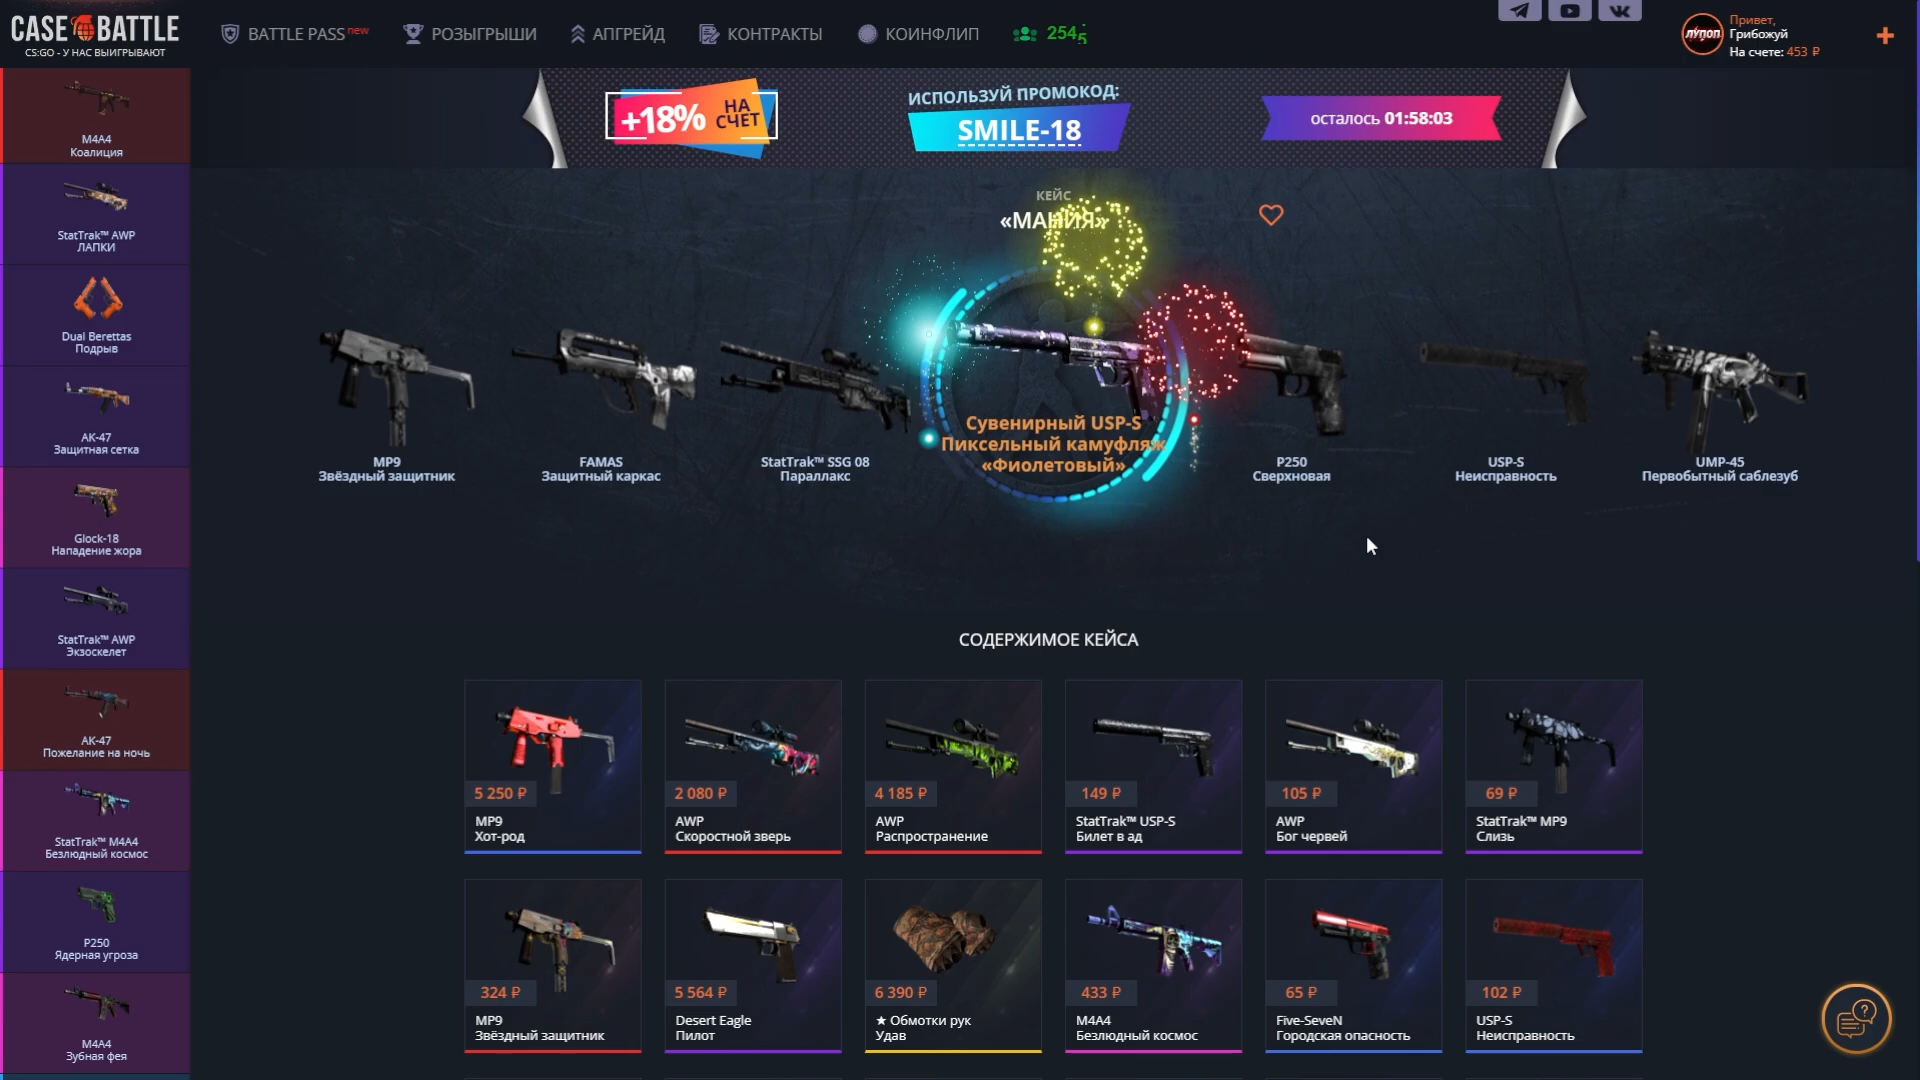 CASE BATTLE
CS:GO - У НАС ВЫИГРЫВАЮТ
BATTLE PASS new
РОЗЫГРЫШИ
АПГРЕЙД
КОНТРАКТЫ
КОИНФЛИП
254
ЛУПОП
Привет,
Грибожуй
На счете: 453 ₽
+18% НА СЧЕТ
ИСПОЛЬЗУЙ ПРОМОКОД:
SMILE-18
осталось 01:58:03
M4A4
Коалиция
StatTrak™ AWP
ЛАПКИ
Dual Berettas
Подрыв
AK-47
Защитная сетка
Glock-18
Нападение жора
StatTrak™ AWP
Экзоскелет
AK-47
Пожелание на ночь
StatTrak™ M4A4
Безлюдный космос
P250
Ядерная угроза
M4A4
Зубная фея
КЕЙС
«МАНИЯ»
MP9
Звёздный защитник
FAMAS
Защитный каркас
StatTrak™ SSG 08
Параллакс
Сувенирный USP-S
Пиксельный камуфляж
«Фиолетовый»
P250
Сверхновая
USP-S
Неисправность
UMP-45
Первобытный саблезуб
СОДЕРЖИМОЕ КЕЙСА
5 250 ₽
MP9
Хот-род
2 080 ₽
AWP
Скоростной зверь
4 185 ₽
AWP
Распространение
149 ₽
StatTrak™ USP-S
Билет в ад
105 ₽
AWP
Бог червей
69 ₽
StatTrak™ MP9
Слизь
324 ₽
MP9
Звёздный защитник
5 564 ₽
Desert Eagle
Пилот
6 390 ₽
★ Обмотки рук
Удав
433 ₽
M4A4
Безлюдный космос
65 ₽
Five-SeveN
Городская опасность
102 ₽
USP-S
Неисправность